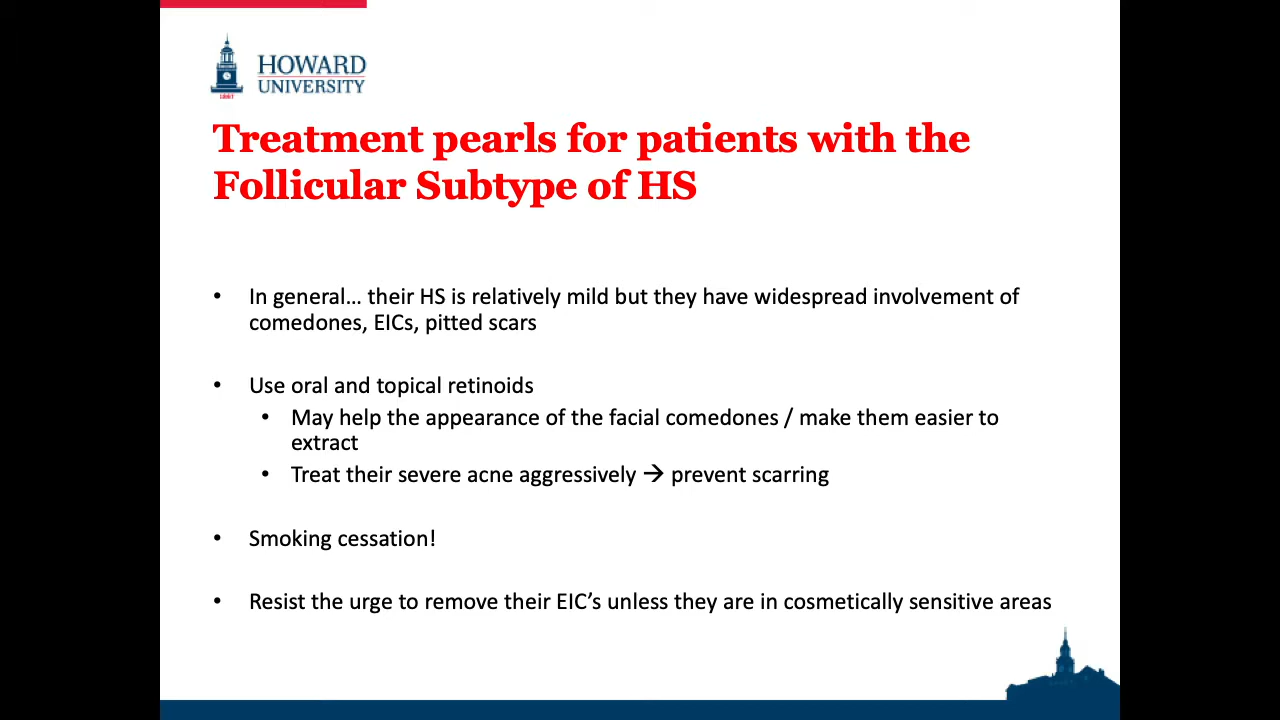 HOWARD
UNIVERSITY
1867
Treatment pearls for patients with the
Follicular Subtype of HS
• In general… their HS is relatively mild but they have widespread involvement of
comedones, EICs, pitted scars
• Use oral and topical retinoids
• May help the appearance of the facial comedones / make them easier to
extract
• Treat their severe acne aggressively → prevent scarring
• Smoking cessation!
• Resist the urge to remove their EIC’s unless they are in cosmetically sensitive areas